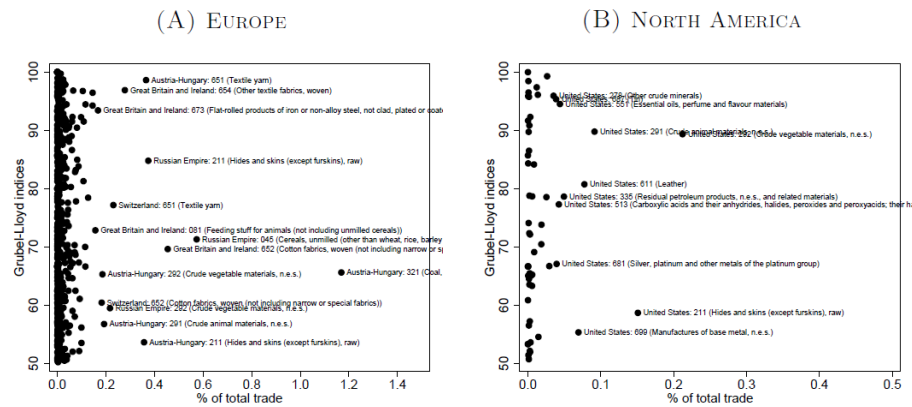 (A) EUROPE
Grubel-Lloyd indices
100
90
80
70
60
50
Austria-Hungary: 651 (Textile yarn)
Great Britain and Ireland: 654 (Other textile fabrics, woven)
Great Britain and Ireland: 673 (Flat-rolled products of iron or non-alloy steel, not clad, plated or coat
Russian Empire: 211 (Hides and skins (except furskins), raw)
Switzerland: 651 (Textile yarn)
Great Britain and Ireland: 081 (Feeding stuff for animals (not including unmilled cereals))
Russian Empire: 045 (Cereals, unmilled (other than wheat, rice, barley
Great Britain and Ireland: 652 (Cotton fabrics, woven (not including narrow or sp
Austria-Hungary: 292 (Crude vegetable materials, n.e.s.)
Austria-Hungary: 321 (Coal,
Switzerland: 652 (Cotton fabrics, woven (not including narrow or special fabrics))
Russian Empire: 292 (Crude vegetable materials, n.e.s.)
Austria-Hungary: 291 (Crude animal materials, n.e.s.)
Austria-Hungary: 211 (Hides and skins (except furskins), raw)
0.0 0.2 0.4 0.6 0.8 1.0 1.2 1.4
% of total trade
(B) NORTH AMERICA
Grubel-Lloyd indices
100
90
80
70
60
50
United States: 278 (Other crude minerals)
United States: 551 (Essential oils, perfume and flavour materials)
United States: 291 (Crude animal materials, n.e.s.)
United States: 292 (Crude vegetable materials, n.e.s.)
United States: 611 (Leather)
United States: 335 (Residual petroleum products, n.e.s., and related materials)
United States: 513 (Carboxylic acids and their anhydrides, halides, peroxides and peroxyacids; their ha
United States: 681 (Silver, platinum and other metals of the platinum group)
United States: 211 (Hides and skins (except furskins), raw)
United States: 699 (Manufactures of base metal, n.e.s.)
0.0 0.1 0.2 0.3 0.4 0.5
% of total trade